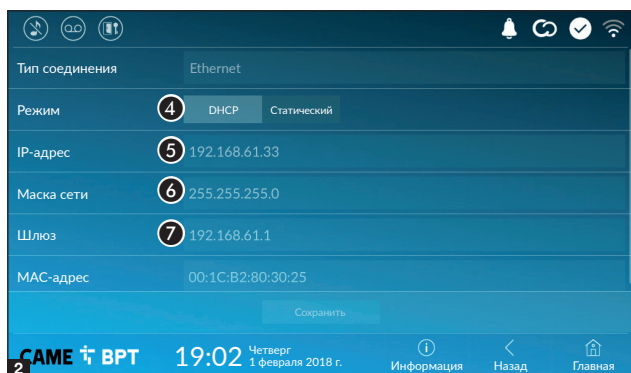 Тип соединения Ethernet
Режим 4 DHCP Статический
IP-адрес 5 192.168.61.33
Маска сети 6 255.255.255.0
Шлюз 7 192.168.61.1
MAC-адрес 00:1C:B2:80:30:25
Сохранить
2 CAME BPT 19:02 Четверг
1 февраля 2018 г.
Информация Назад Главная